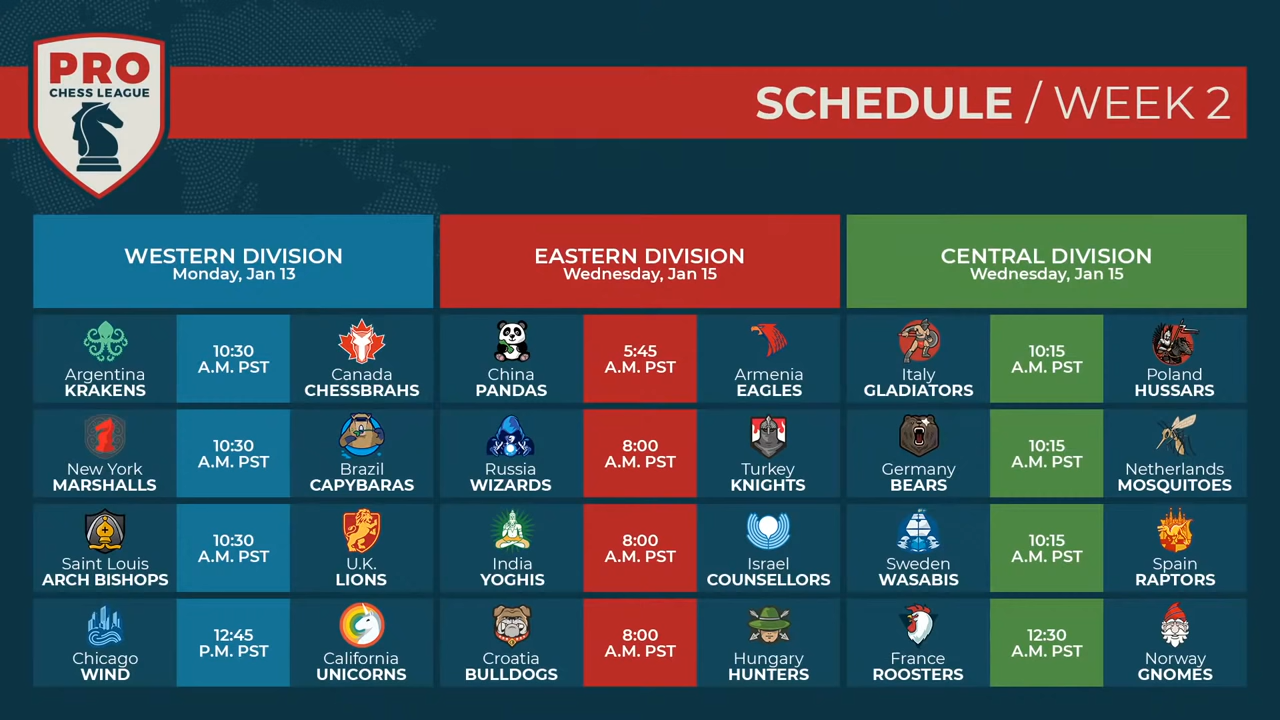 PRO
CHESS LEAGUE
SCHEDULE / WEEK 2
WESTERN DIVISION
Monday, Jan 13
Argentina
KRAKENS
10:30
A.M. PST
Canada
CHESSBRAHS
New York
MARSHALLS
10:30
A.M. PST
Brazil
CAPYBARAS
Saint Louis
ARCH BISHOPS
10:30
A.M. PST
U.K.
LIONS
Chicago
WIND
12:45
P.M. PST
California
UNICORNS
EASTERN DIVISION
Wednesday, Jan 15
China
PANDAS
5:45
A.M. PST
Armenia
EAGLES
Russia
WIZARDS
8:00
A.M. PST
Turkey
KNIGHTS
India
YOGHIS
8:00
A.M. PST
Israel
COUNSELLORS
Croatia
BULLDOGS
8:00
A.M. PST
Hungary
HUNTERS
CENTRAL DIVISION
Wednesday, Jan 15
Italy
GLADIATORS
10:15
A.M. PST
Poland
HUSSARS
Germany
BEARS
10:15
A.M. PST
Netherlands
MOSQUITOES
Sweden
WASABIS
10:15
A.M. PST
Spain
RAPTORS
France
ROOSTERS
12:30
A.M. PST
Norway
GNOMES